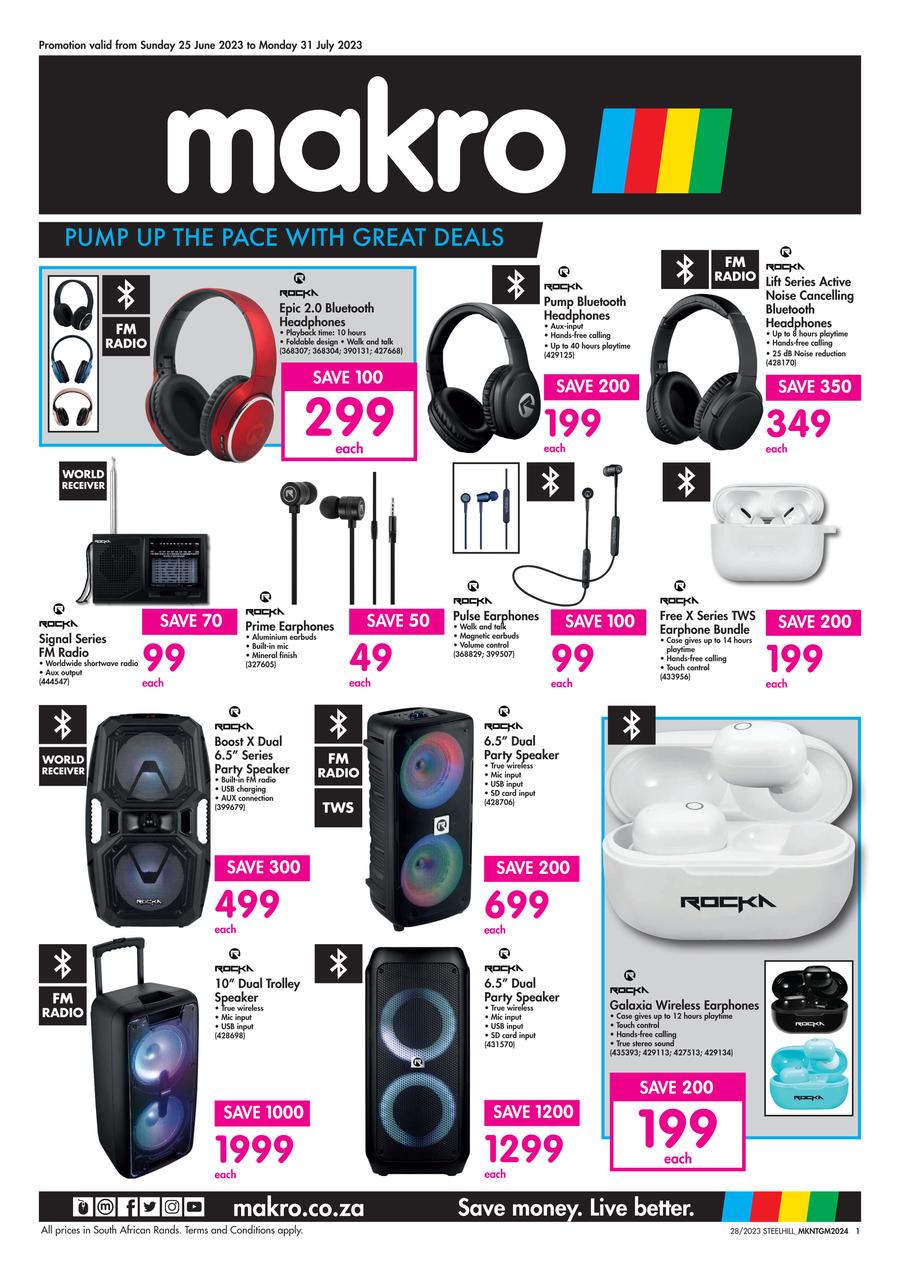 Promotion valid from Sunday 25 June 2023 to Monday 31 July 2023
makro
PUMP UP THE PACE WITH GREAT DEALS
FM
RADIO
ROCKA
Epic 2.0 Bluetooth
Headphones
• Playback time: 10 hours
• Foldable design • Walk and talk
(368307; 368304; 390131; 427668)
SAVE 100
299
each
ROCKA
Pump Bluetooth
Headphones
• Aux-input
• Hands-free calling
• Up to 40 hours playtime
(429125)
SAVE 200
199
each
FM
RADIO
ROCKA
Lift Series Active
Noise Cancelling
Bluetooth
Headphones
• Up to 8 hours playtime
• Hands-free calling
• 25 dB Noise reduction
(428170)
SAVE 350
349
each
WORLD
RECEIVER
ROCKA
ROCKA
Signal Series
FM Radio
• Worldwide shortwave radio
• Aux output
(444547)
SAVE 70
99
each
ROCKA
Prime Earphones
• Aluminium earbuds
• Built-in mic
• Mineral finish
(327605)
SAVE 50
49
each
ROCKA
Pulse Earphones
• Walk and talk
• Magnetic earbuds
• Volume control
(368829; 399507)
SAVE 100
99
each
ROCKA
Free X Series TWS
Earphone Bundle
• Case gives up to 14 hours
playtime
• Hands-free calling
• Touch control
(433956)
SAVE 200
199
each
WORLD
RECEIVER
ROCKA
ROCKA
Boost X Dual
6.5” Series
Party Speaker
• Built-in FM radio
• USB charging
• AUX connection
(399679)
SAVE 300
499
each
FM
RADIO
TWS
ROCKA
6.5” Dual
Party Speaker
• True wireless
• Mic input
• USB input
• SD card input
(428706)
SAVE 200
699
each
FM
RADIO
ROCKA
10” Dual Trolley
Speaker
• True wireless
• Mic input
• USB input
(428698)
SAVE 1000
1999
each
ROCKA
6.5” Dual
Party Speaker
• True wireless
• Mic input
• USB input
• SD card input
(431570)
SAVE 1200
1299
each
ROCKA
ROCKA
Galaxia Wireless Earphones
• Case gives up to 12 hours playtime
• Touch control
• Hands-free calling
• True stereo sound
(435393; 429113; 427513; 429134)
ROCKA
ROCKA
SAVE 200
199
each
makro.co.za
Save money. Live better.
All prices in South African Rands. Terms and Conditions apply.
28/2023 STEELHILL_MKNTGM2024 1